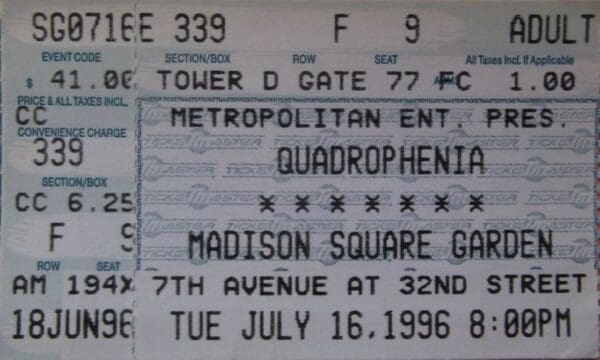 SG0716E 339 F 9 ADULT
EVENT CODE SECTION/BOX ROW SEAT All Taxes Incl. If Applicable
$ 41.00 TOWER D GATE 77 FC 1.00
PRICE & ALL TAXES INCL.
CC METROPOLITAN ENT. PRES.
CONVENIENCE CHARGE
339 QUADROPHENIA
SECTION/BOX
CC 6.25 * * * * * * *
F 9 MADISON SQUARE GARDEN
ROW SEAT
AM 194X 7TH AVENUE AT 32ND STREET
18JUN96 TUE JULY 16,1996 8:00PM